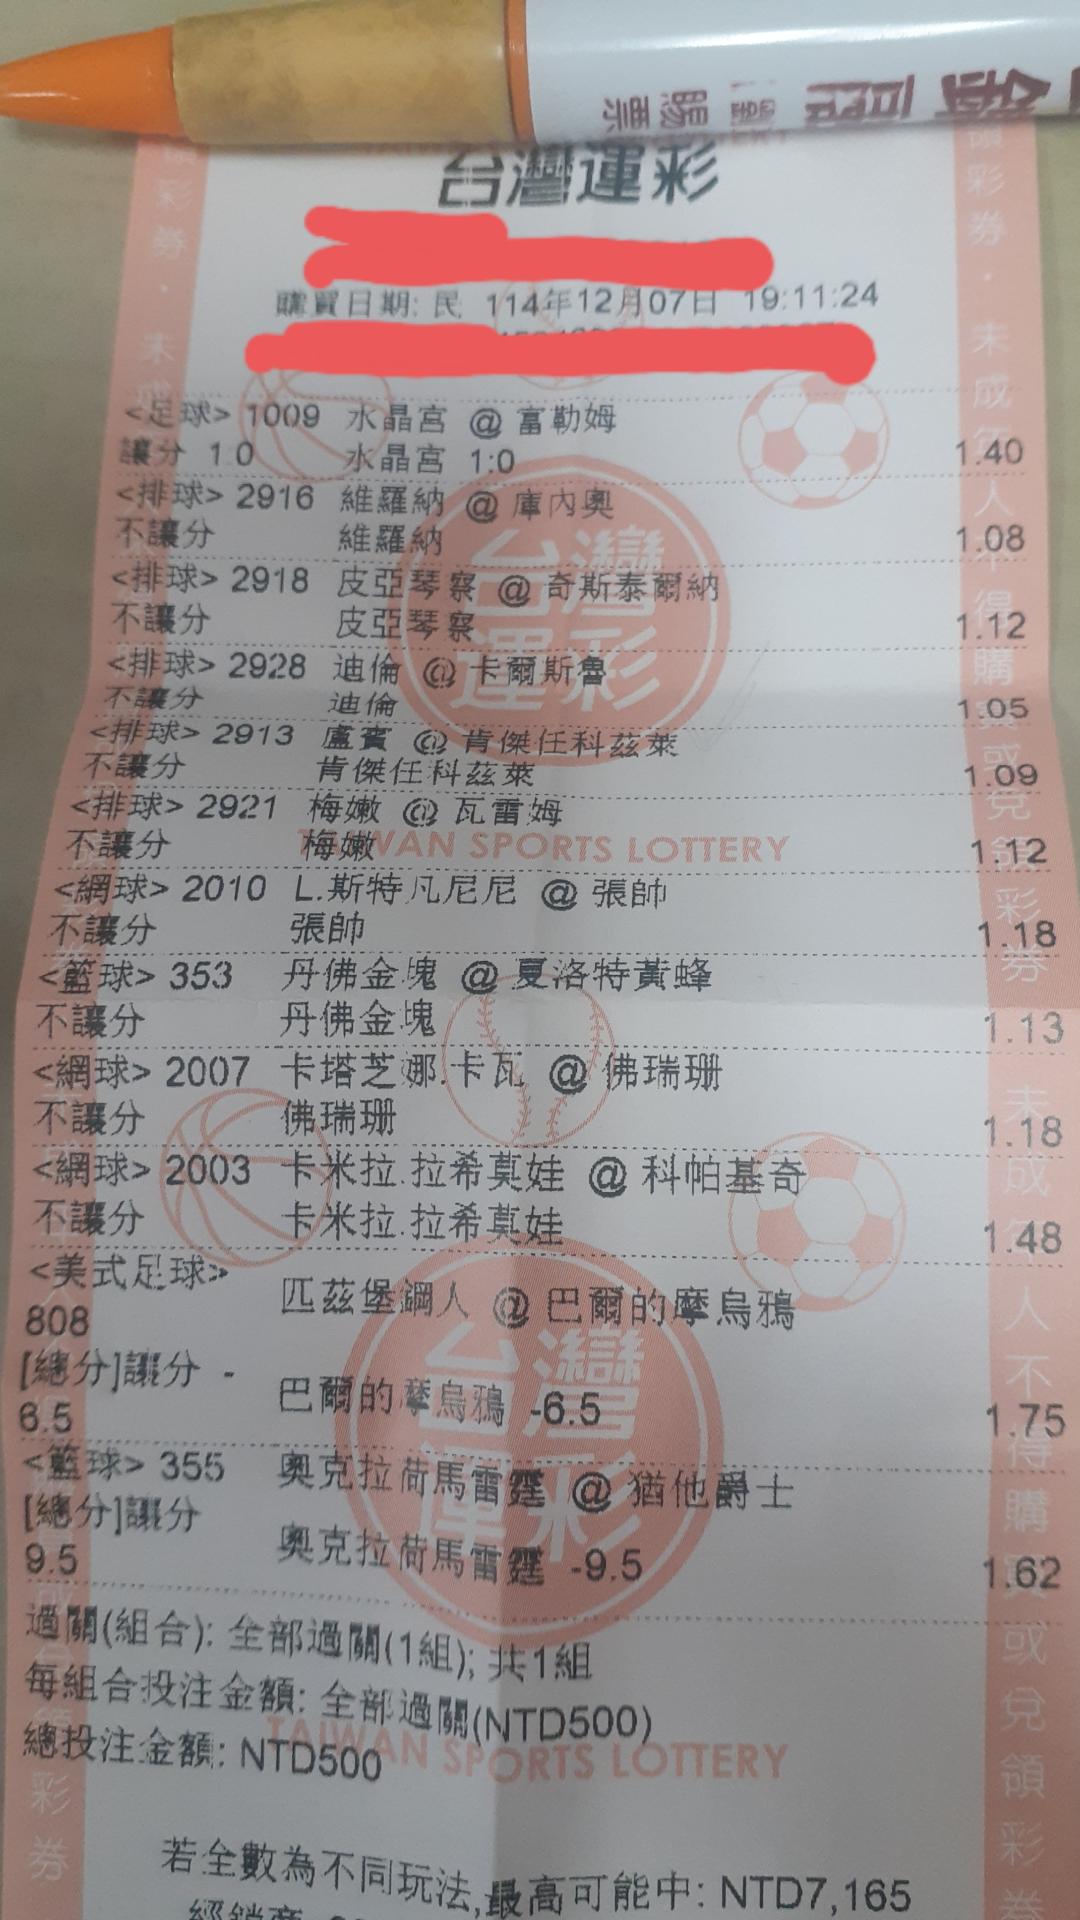 台灣運彩
購買日期: 民 114年12月07日 19:11:24
<足球> 1009 水晶宮 @ 富勒姆
讓分 1:0 水晶宮 1:0 1.40
<排球> 2916 維羅納 @ 庫內奧
不讓分 維羅納 1.08
<排球> 2918 皮亞琴察 @ 奇斯泰爾納
不讓分 皮亞琴察 1.12
<排球> 2928 迪倫 @ 卡爾斯魯
不讓分 迪倫 1.05
<排球> 2913 盧賓 @ 肯傑任科茲萊
不讓分 肯傑任科茲萊 1.09
<排球> 2921 梅嫩 @ 瓦雷姆
不讓分 梅嫩 1.12
<網球> 2010 L.斯特凡尼尼 @ 張帥
不讓分 張帥 1.18
<籃球> 353 丹佛金塊 @ 夏洛特黃蜂
不讓分 丹佛金塊 1.13
<網球> 2007 卡塔芝娜.卡瓦 @ 佛瑞珊
不讓分 佛瑞珊 1.18
<網球> 2003 卡米拉.拉希莫娃 @ 科帕基奇
不讓分 卡米拉.拉希莫娃 1.48
<美式足球>
808 匹茲堡鋼人 @ 巴爾的摩烏鴉
[總分]讓分 -
6.5 巴爾的摩烏鴉 -6.5 1.75
<籃球> 355 奧克拉荷馬雷霆 @ 猶他爵士
[總分]讓分
9.5 奧克拉荷馬雷霆 -9.5 1.62
過關(組合): 全部過關(1組); 共1組
每組合投注金額: 全部過關(NTD500)
總投注金額: NTD500
TAIWAN SPORTS LOTTERY
若全數為不同玩法,最高可能中: NTD7,165